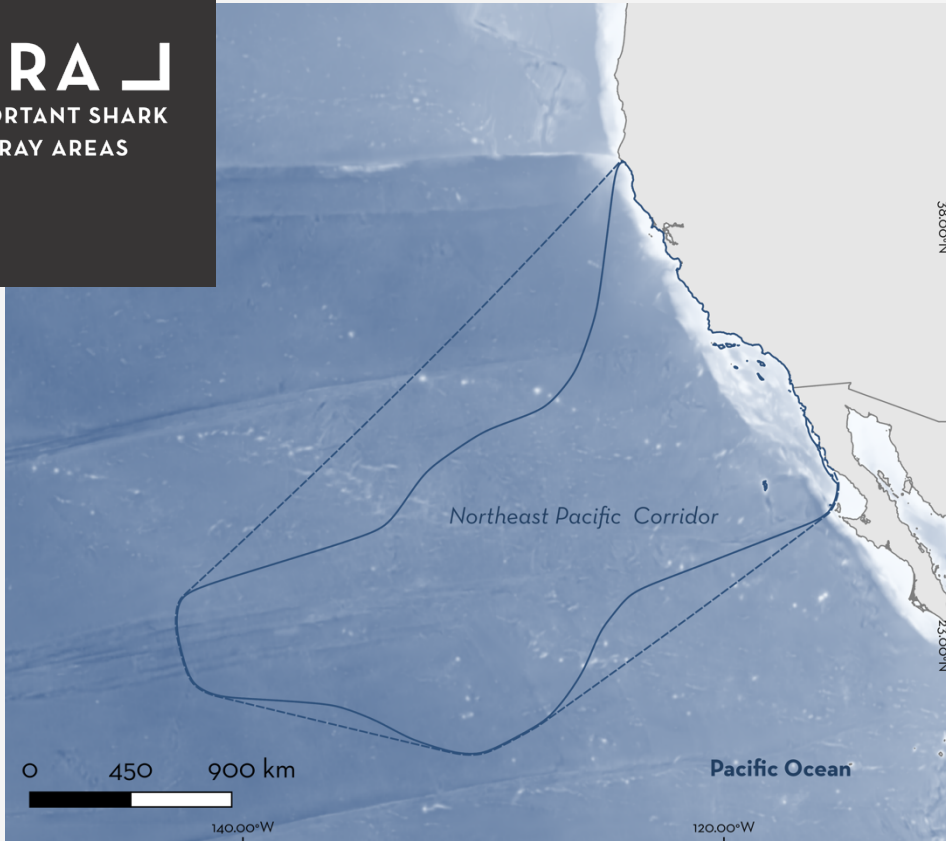 RA
ORTANT SHARK
RAY AREAS
38.00°N
Northeast Pacific Corridor
25.00°N
0 450 900 km
Pacific Ocean
140.00°W 120.00°W